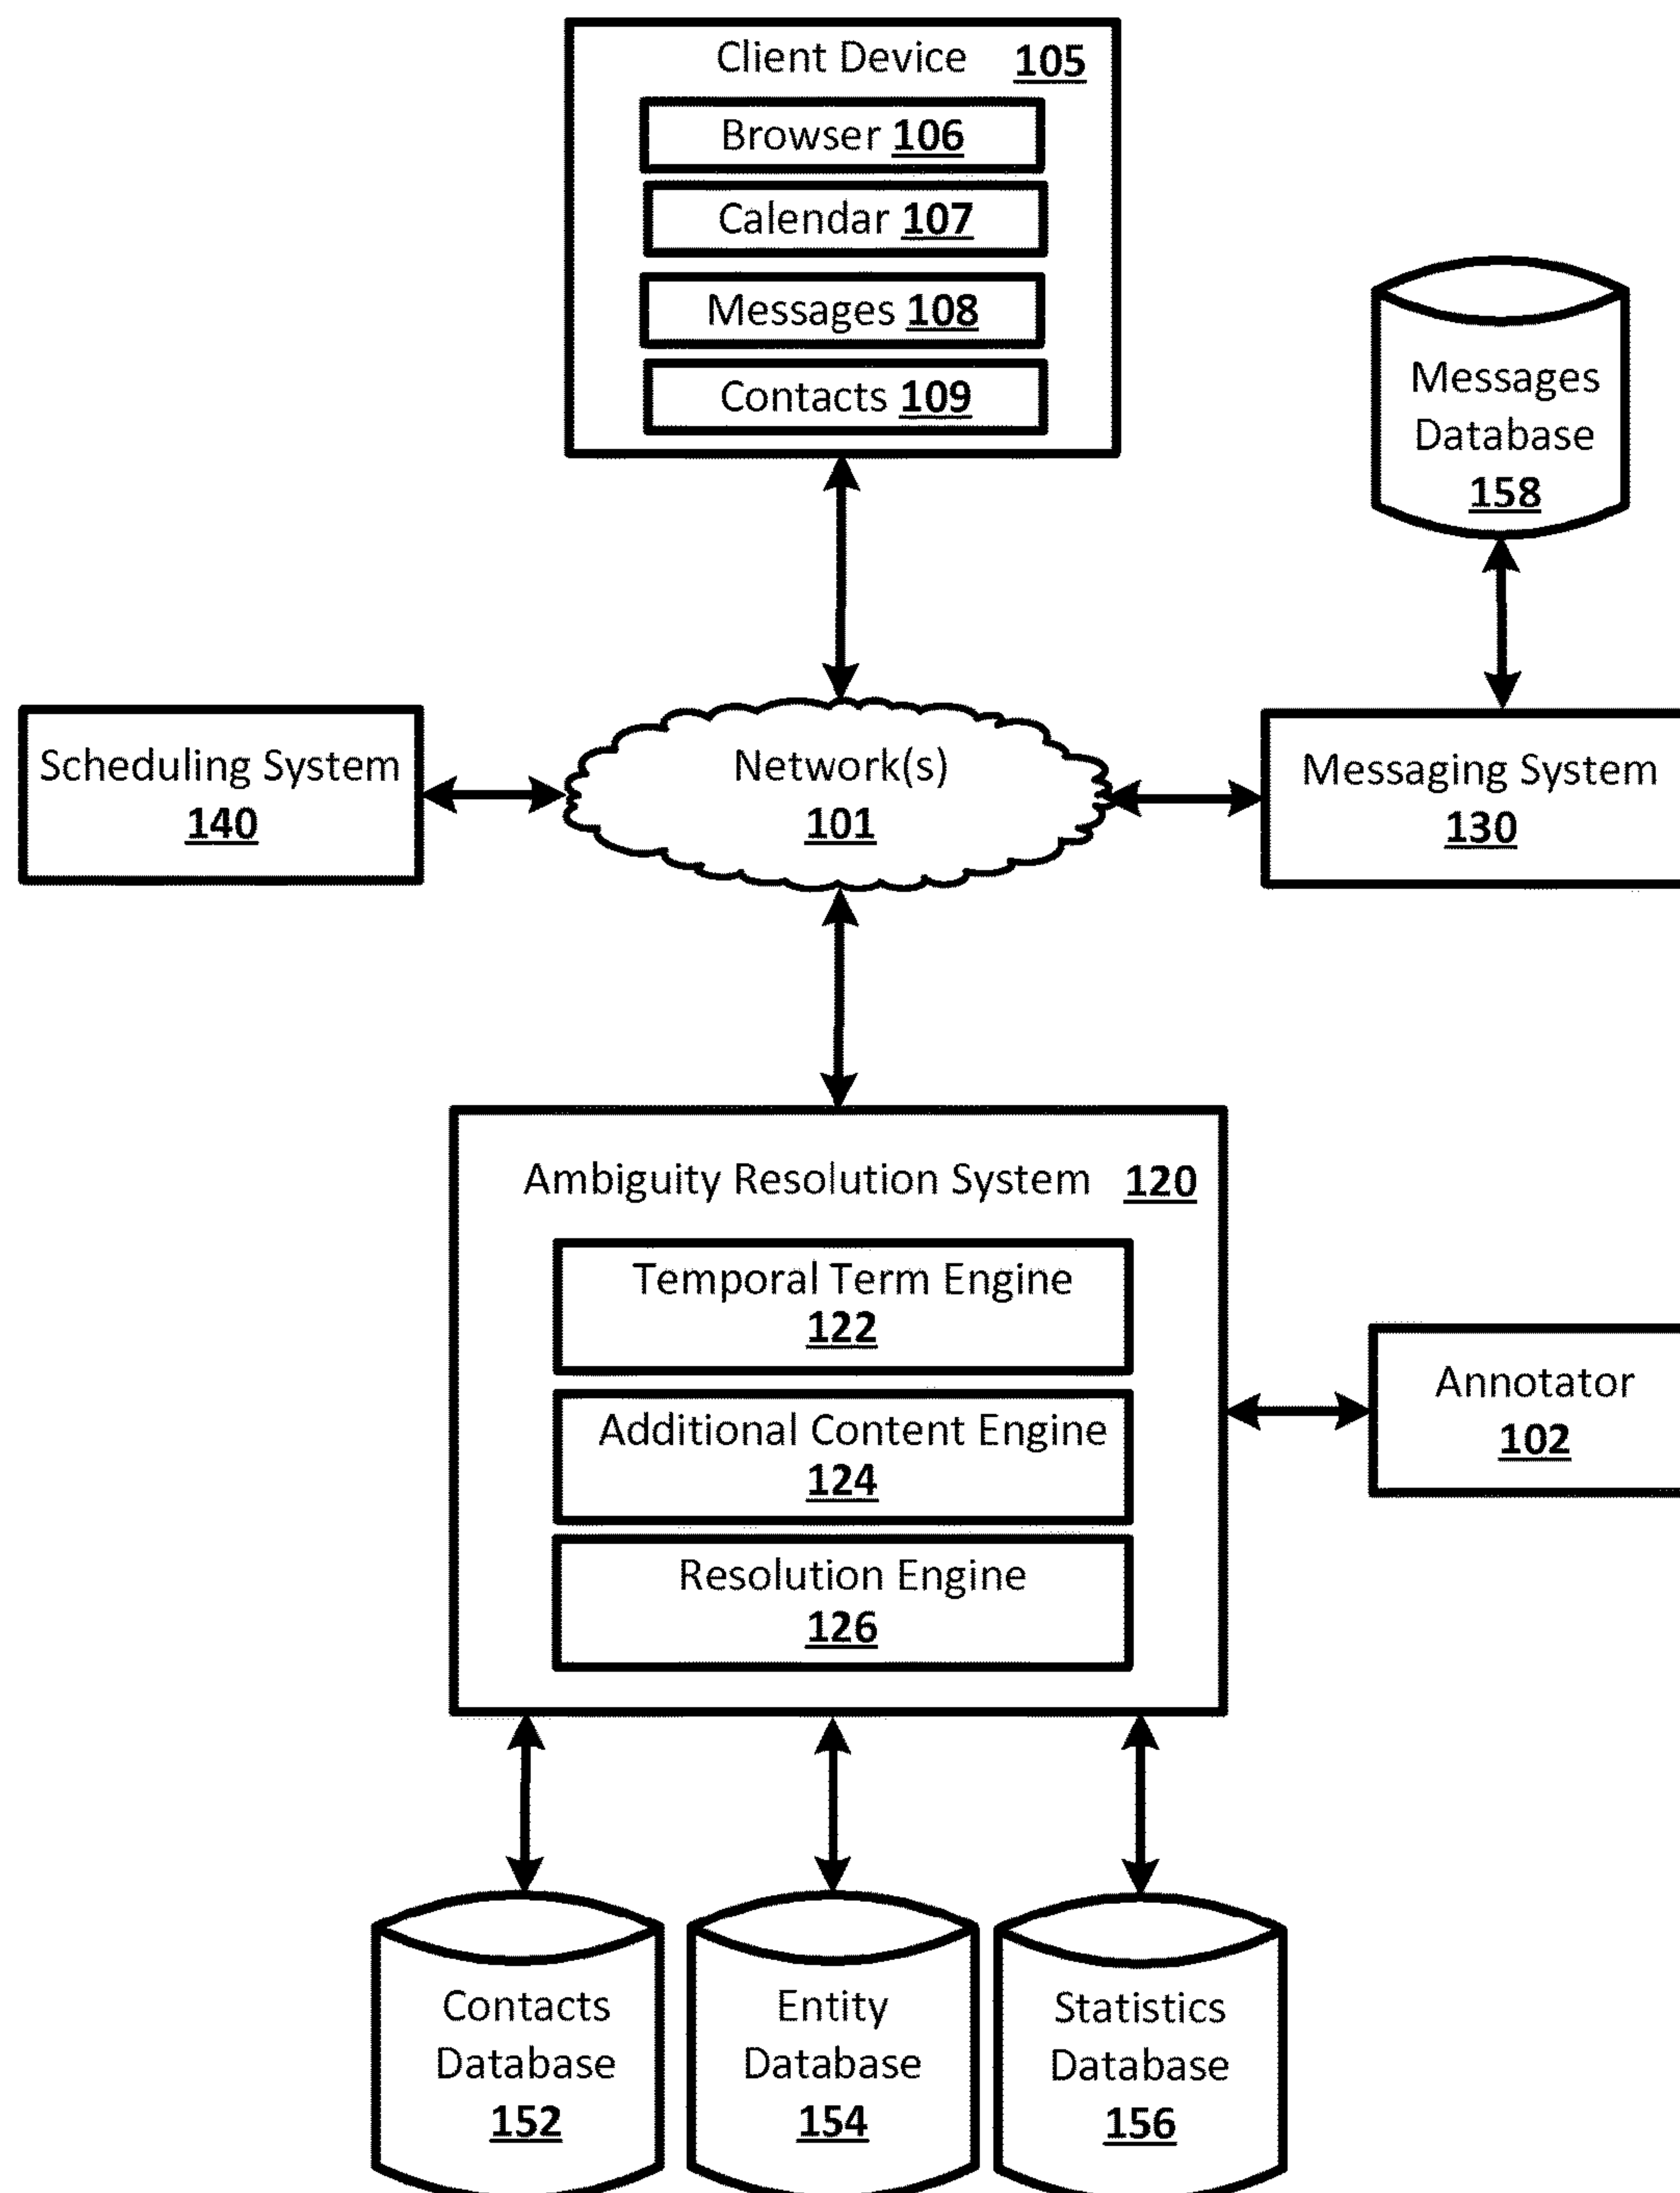 Client Device 105
Browser 106
Calendar 107
Messages 108
Contacts 109
Messages
Database
158
Scheduling System
140
Network(s)
101
Messaging System
130
Ambiguity Resolution System 120
Temporal Term Engine
122
Additional Content Engine
124
Resolution Engine
126
Annotator
102
Contacts
Database
152
Entity
Database
154
Statistics
Database
156